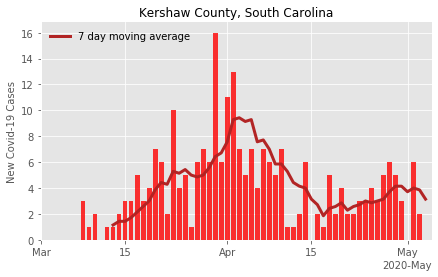 Kershaw County, South Carolina
7 day moving average
New Covid-19 Cases
16
14
12
10
8
6
4
2
0
Mar 15 Apr 15 May
2020-May